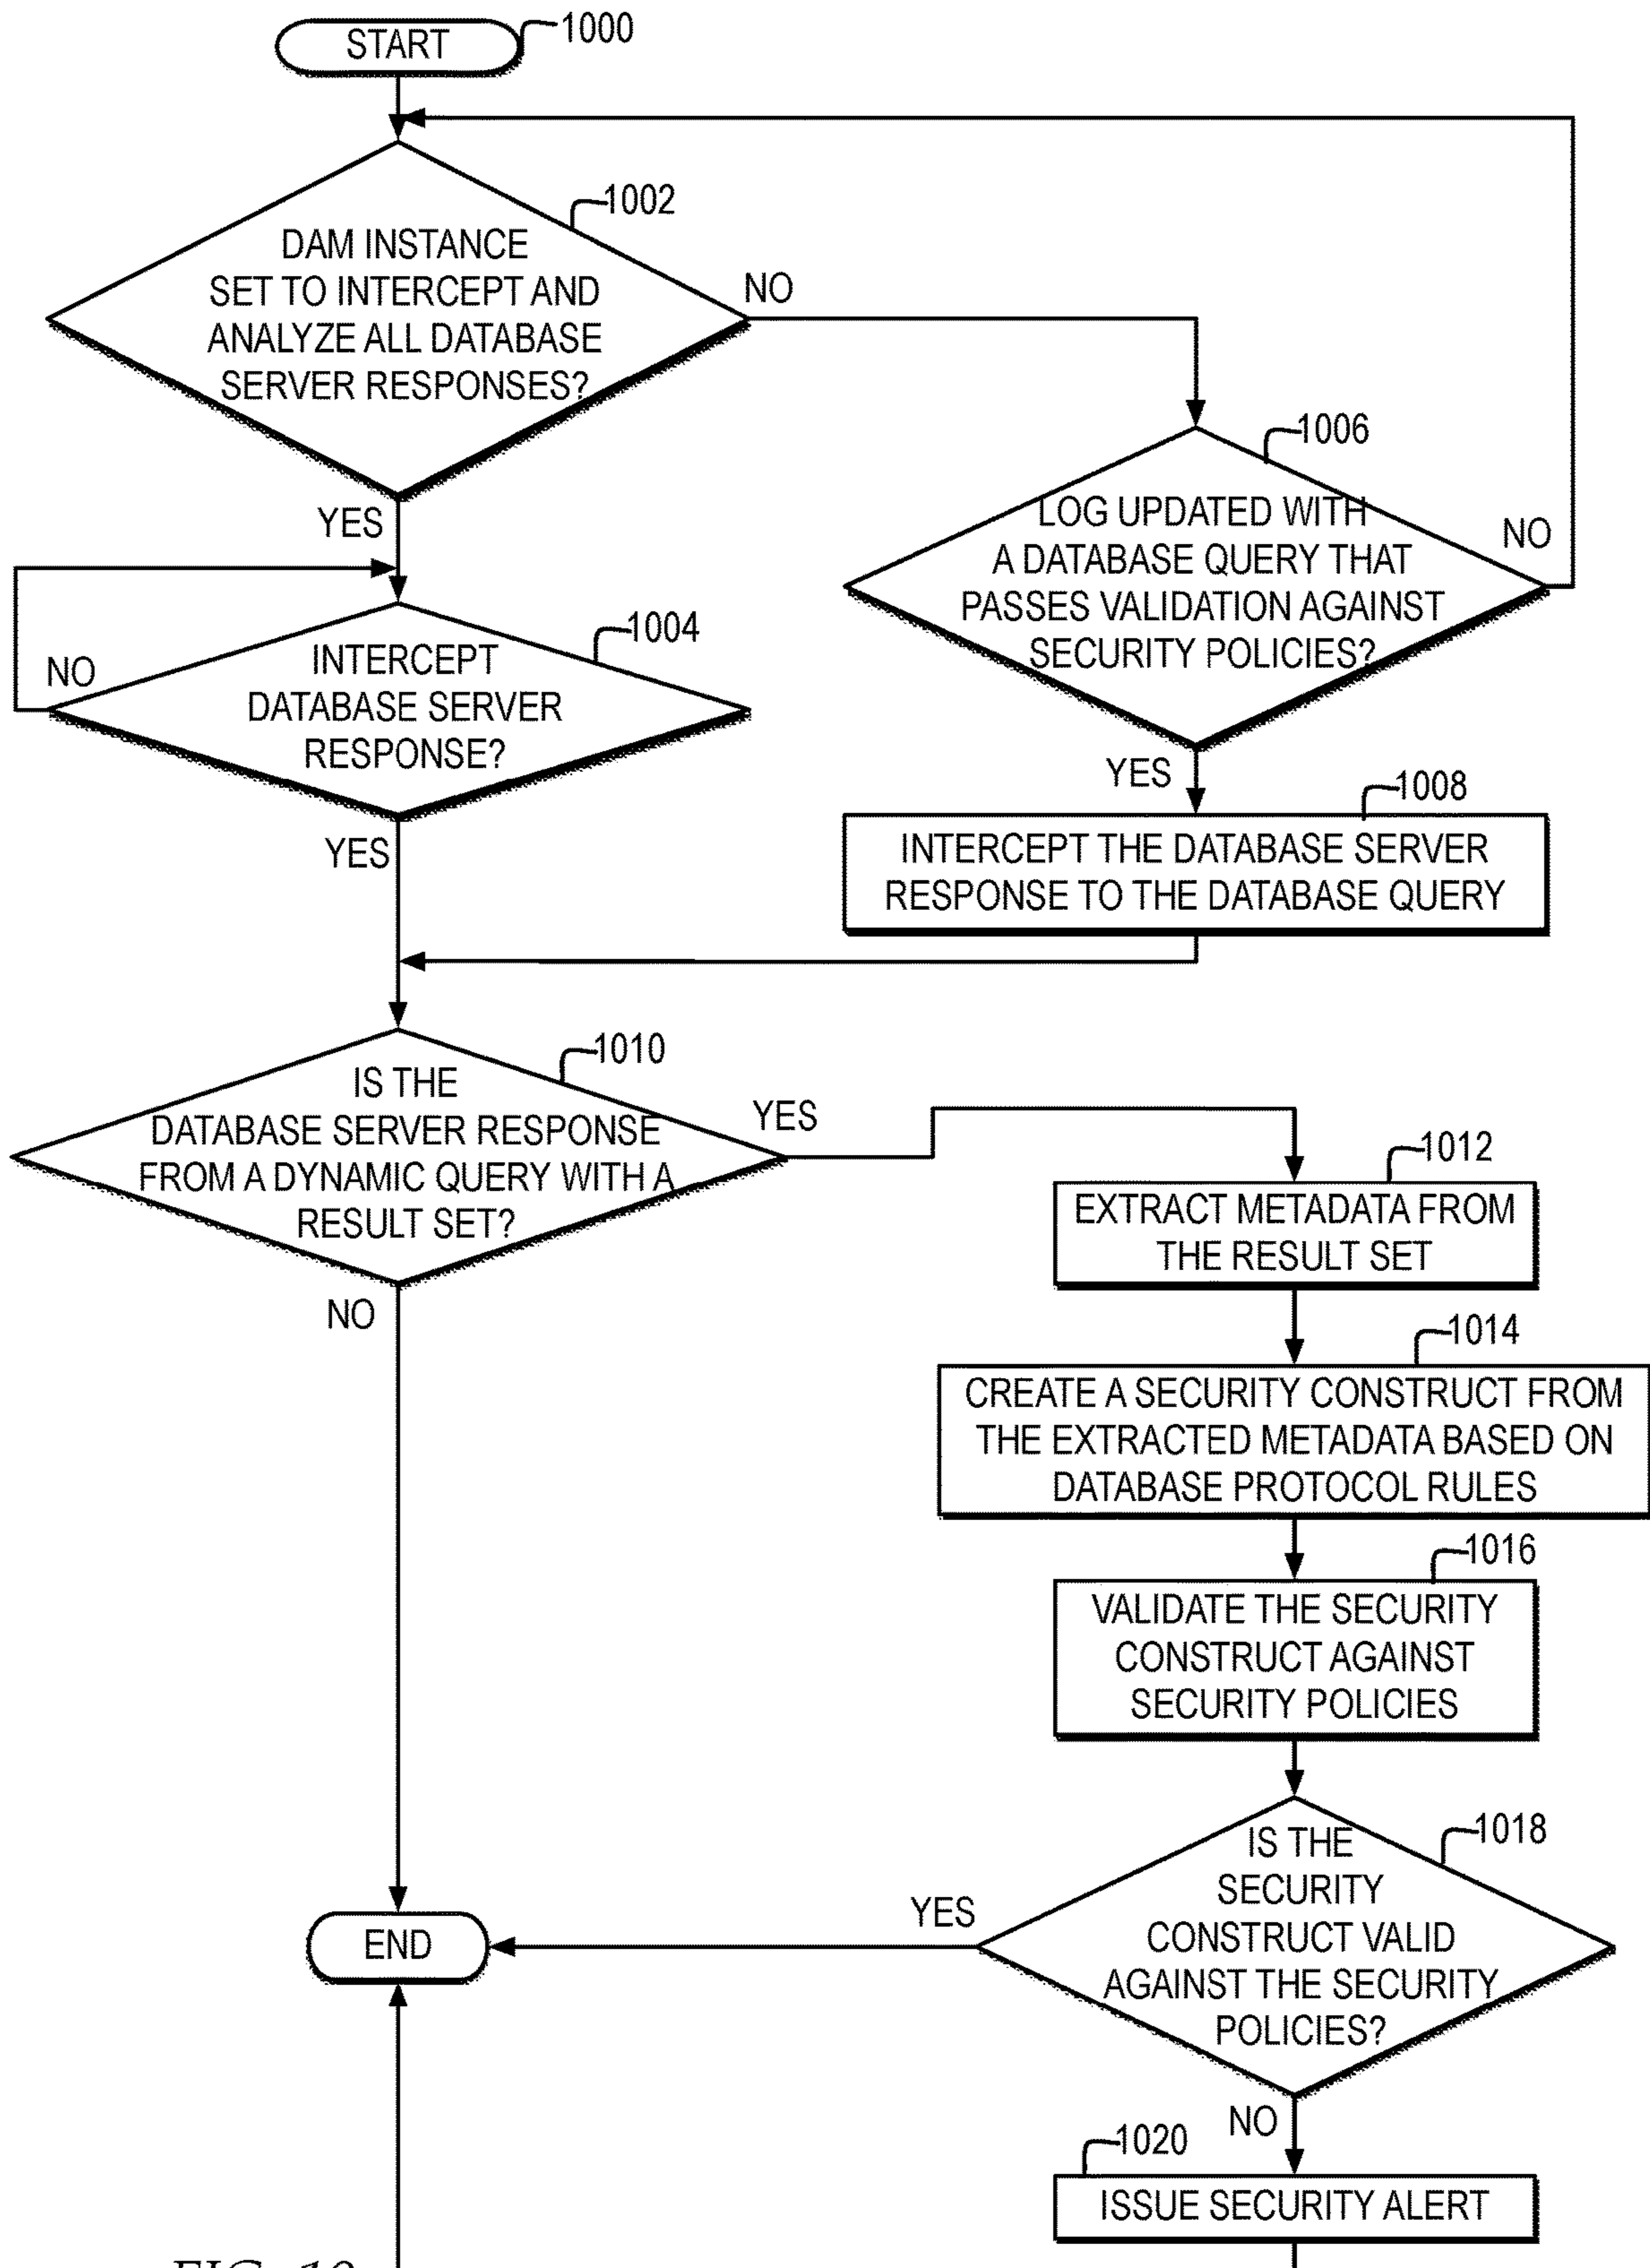 START
1000
1002
DAM INSTANCE
SET TO INTERCEPT AND
ANALYZE ALL DATABASE
SERVER RESPONSES?
NO
YES
1006
LOG UPDATED WITH
A DATABASE QUERY THAT
PASSES VALIDATION AGAINST
SECURITY POLICIES?
NO
YES
1004
INTERCEPT
DATABASE SERVER
RESPONSE?
NO
YES
1008
INTERCEPT THE DATABASE SERVER
RESPONSE TO THE DATABASE QUERY
1010
IS THE
DATABASE SERVER RESPONSE
FROM A DYNAMIC QUERY WITH A
RESULT SET?
YES
NO
1012
EXTRACT METADATA FROM
THE RESULT SET
1014
CREATE A SECURITY CONSTRUCT FROM
THE EXTRACTED METADATA BASED ON
DATABASE PROTOCOL RULES
1016
VALIDATE THE SECURITY
CONSTRUCT AGAINST
SECURITY POLICIES
1018
IS THE
SECURITY
CONSTRUCT VALID
AGAINST THE SECURITY
POLICIES?
YES
END
NO
1020
ISSUE SECURITY ALERT